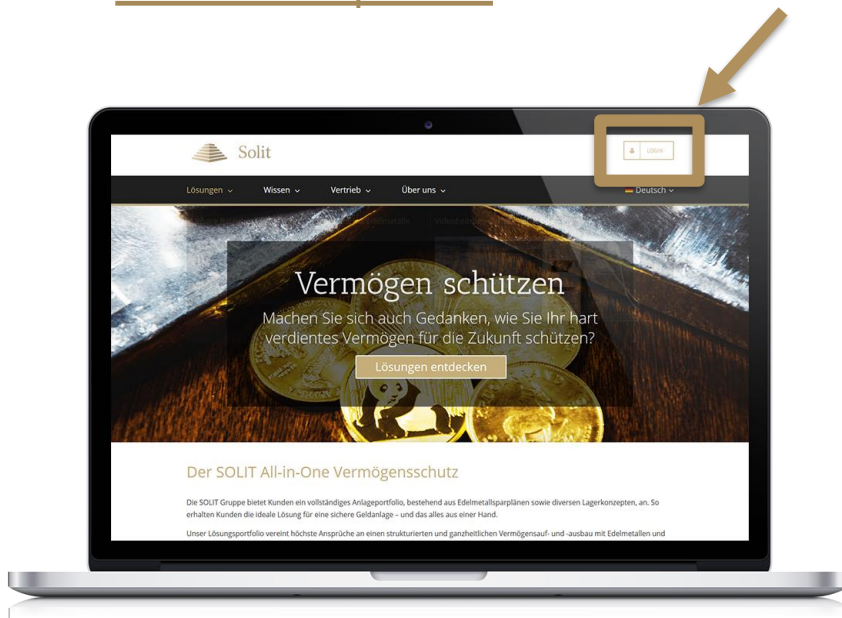 Solit
LOGIN
Lösungen
Wissen
Vertrieb
Über uns
Deutsch
Vermögen schützen
Machen Sie sich auch Gedanken, wie Sie Ihr hart
verdientes Vermögen für die Zukunft schützen?
Lösungen entdecken
Der SOLIT All-in-One Vermögensschutz
Die SOLIT Gruppe bietet Kunden ein vollständiges Anlageportfolio, bestehend aus Edelmetallsparplänen sowie diversen Lagerkonzepten, an. So
erhalten Kunden die ideale Lösung für eine sichere Geldanlage – und das alles aus einer Hand.
Unser Lösungsportfolio vereint höchste Ansprüche an einen strukturierten und ganzheitlichen Vermögensauf- und -ausbau mit Edelmetallen und